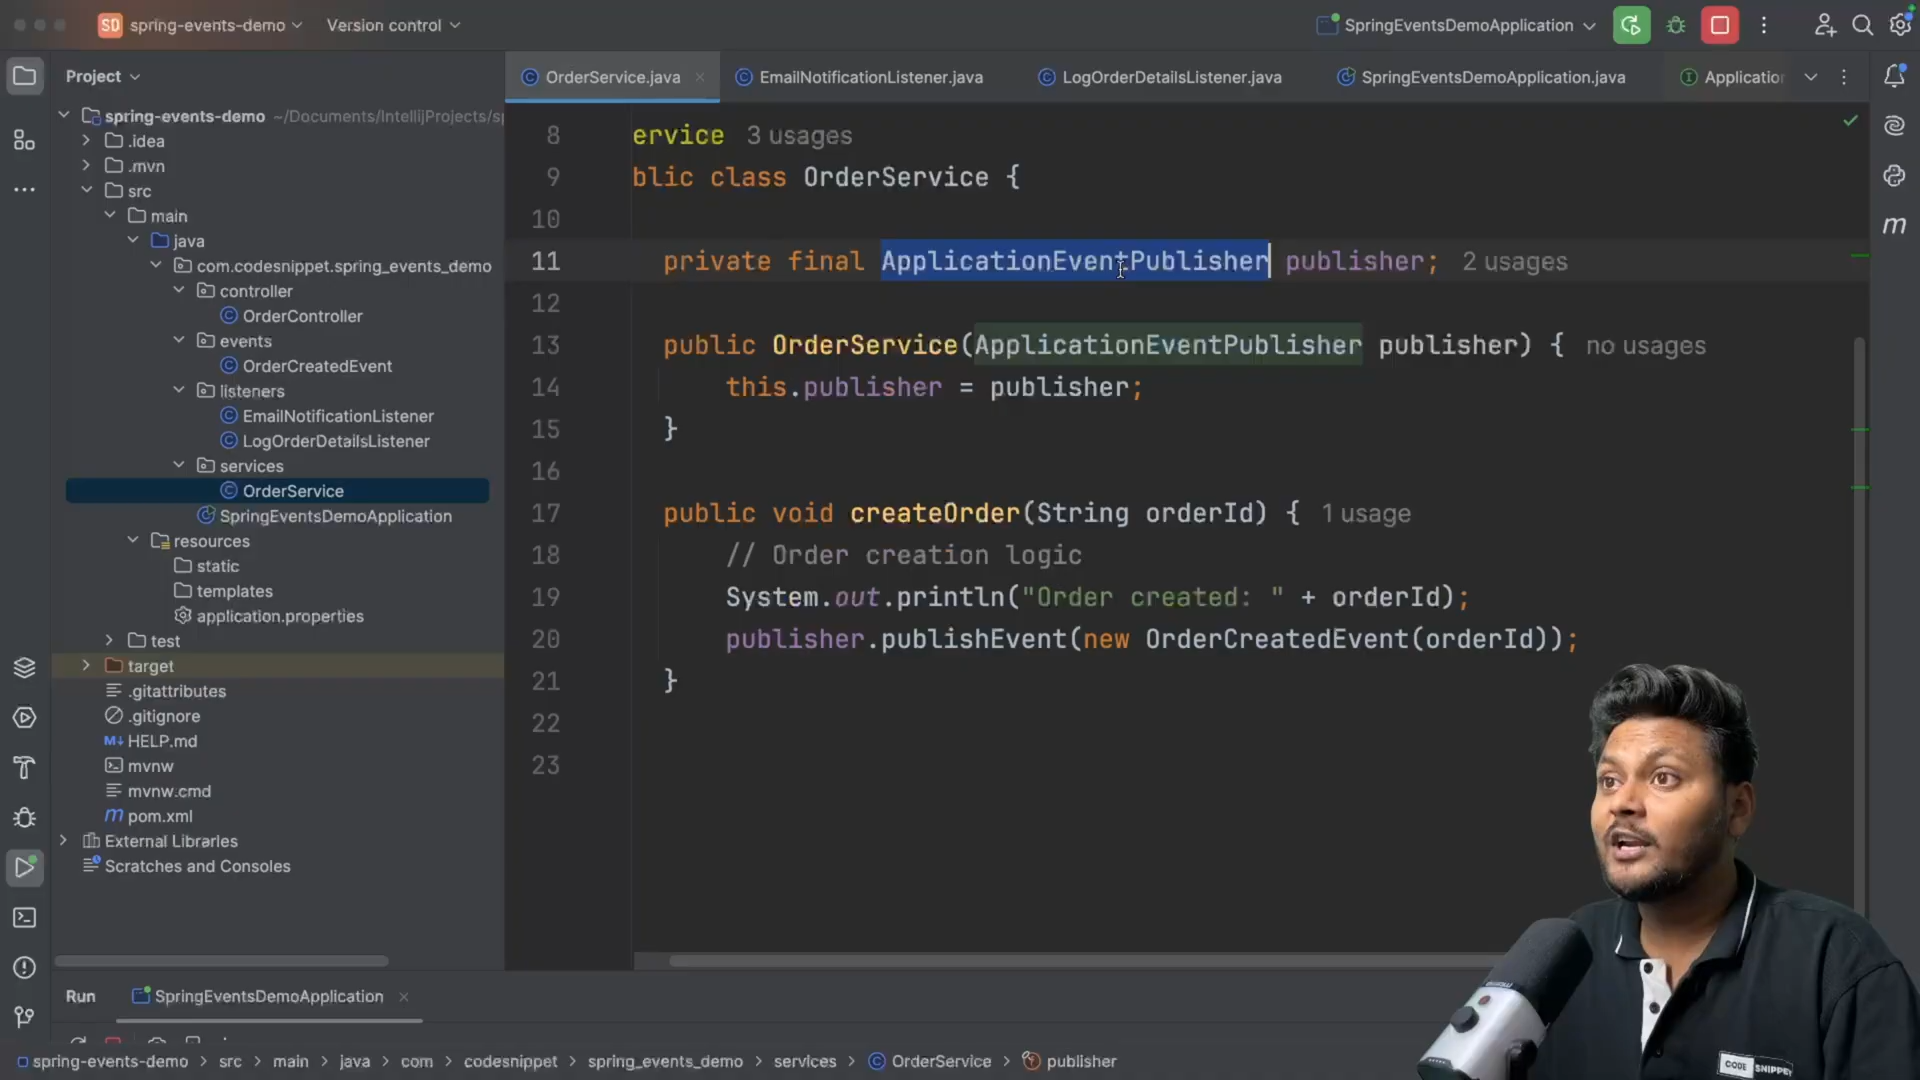 SD spring-events-demo Version control SpringEventsDemoApplication
Project
OrderService.java EmailNotificationListener.java LogOrderDetailsListener.java SpringEventsDemoApplication.java
spring-events-demo
.idea
.mvn
src
main
java
com.codesnippet.spring_events_demo
controller
OrderController
events
OrderCreatedEvent
listeners
EmailNotificationListener
LogOrderDetailsListener
services
OrderService
SpringEventsDemoApplication
resources
static
templates
application.properties
test
target
.gitattributes
.gitignore
M↓ HELP.md
mvnw
mvnw.cmd
m pom.xml
External Libraries
Scratches and Consoles
8 ervice 3 usages
9 blic class OrderService {
10
11 private final ApplicationEventPublisher publisher; 2 usages
12
13 public OrderService(ApplicationEventPublisher publisher) { no usages
14 this.publisher = publisher;
15 }
16
17 public void createOrder(String orderId) { 1 usage
18 // Order creation logic
19 System.out.println("Order created: " + orderId);
20 publisher.publishEvent(new OrderCreatedEvent(orderId));
21 }
22
23
m
Run SpringEventsDemoApplication
spring-events-demo > src > main > java > com > codesnippet > spring_events_demo > services > OrderService > publisher
CODE SNIPPET